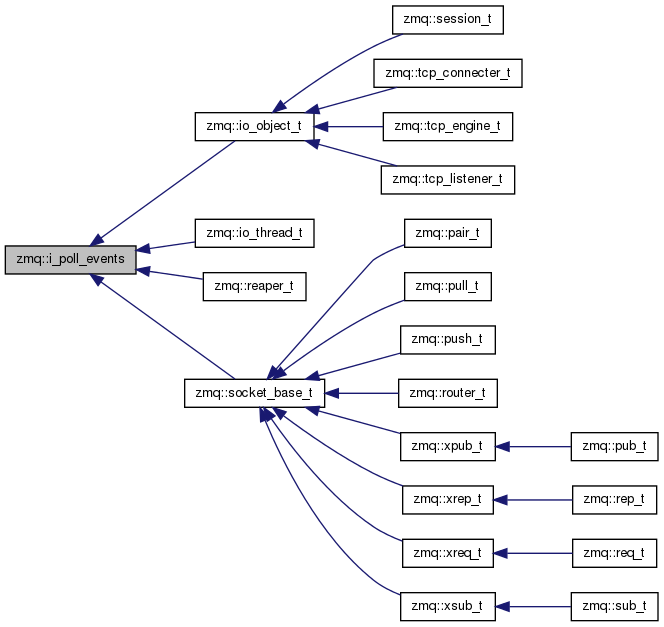 zmq::session_t
zmq::tcp_connecter_t
zmq::io_object_t
zmq::tcp_engine_t
zmq::tcp_listener_t
zmq::io_thread_t
zmq::pair_t
zmq::i_poll_events
zmq::reaper_t
zmq::pull_t
zmq::push_t
zmq::socket_base_t
zmq::router_t
zmq::xpub_t
zmq::pub_t
zmq::xrep_t
zmq::rep_t
zmq::xreq_t
zmq::req_t
zmq::xsub_t
zmq::sub_t